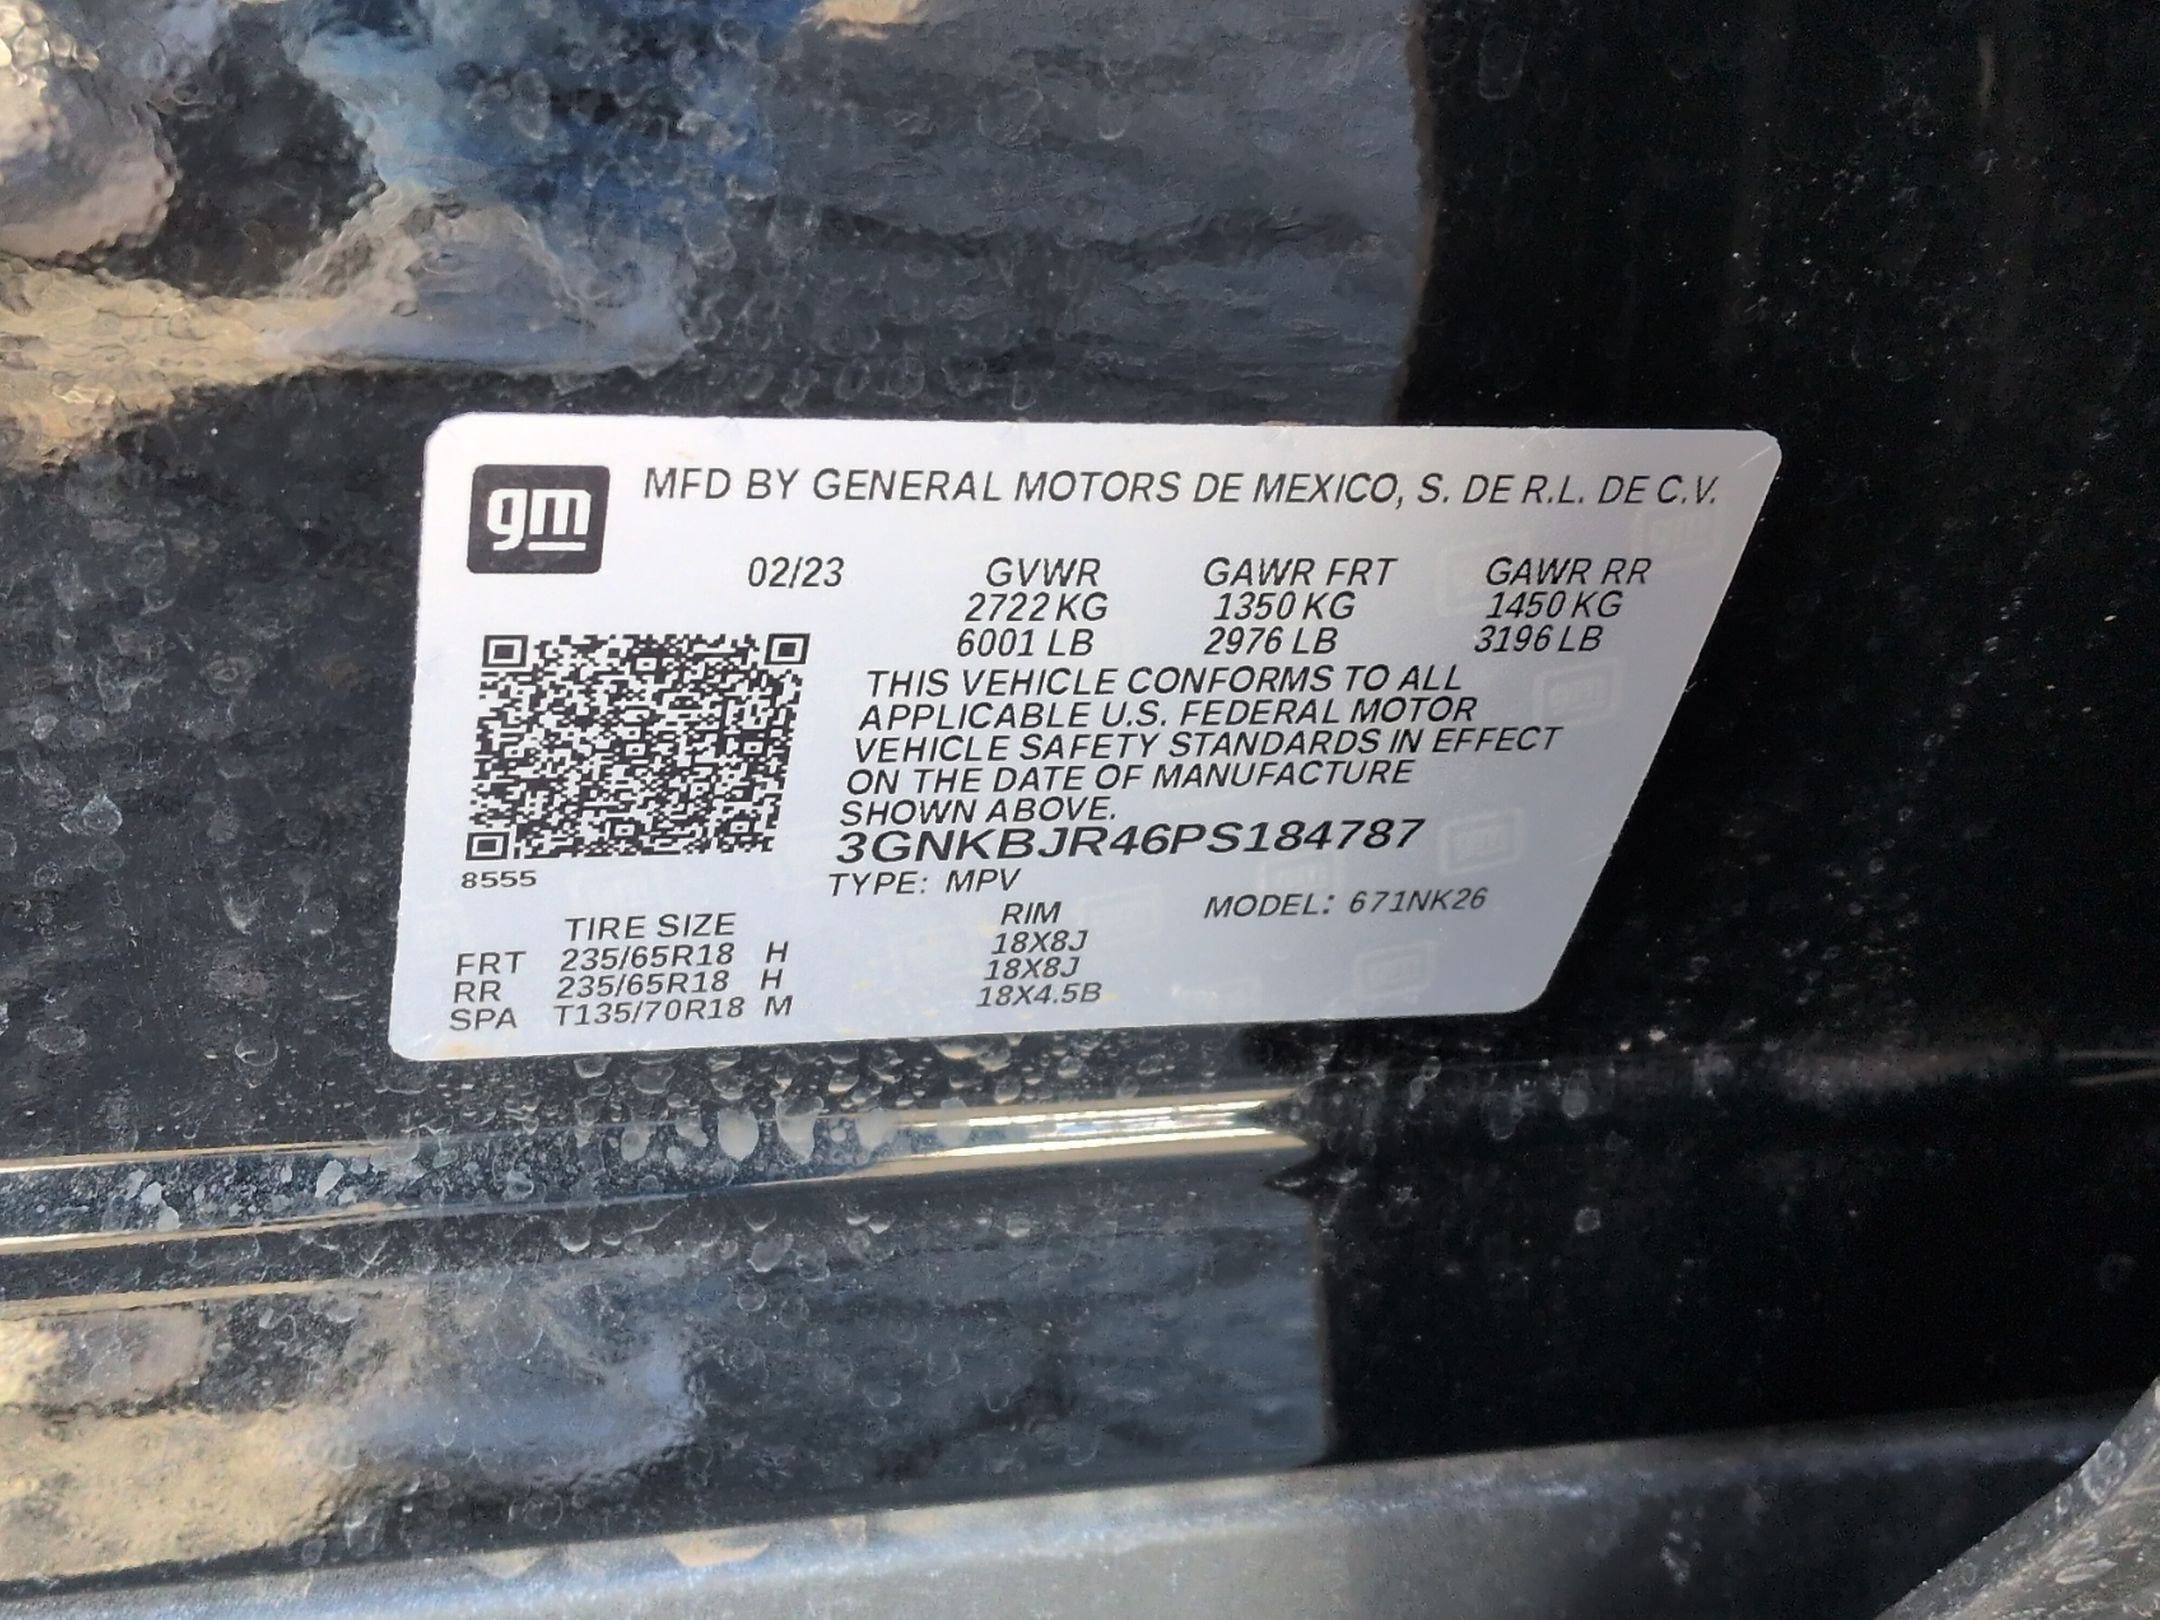 gm MFD BY GENERAL MOTORS DE MEXICO, S. DE R.L. DE C.V.
02/23 GVWR GAWR FRT GAWR RR
2722 KG 1350 KG 1450 KG
6001 LB 2976 LB 3196 LB
THIS VEHICLE CONFORMS TO ALL
APPLICABLE U.S. FEDERAL MOTOR
VEHICLE SAFETY STANDARDS IN EFFECT
ON THE DATE OF MANUFACTURE
SHOWN ABOVE.
3GNKBJR46PS184787
8555 TYPE: MPV MODEL: 671NK26
TIRE SIZE RIM
FRT 235/65R18 H 18X8J
RR 235/65R18 H 18X8J
SPA T135/70R18 M 18X4.5B